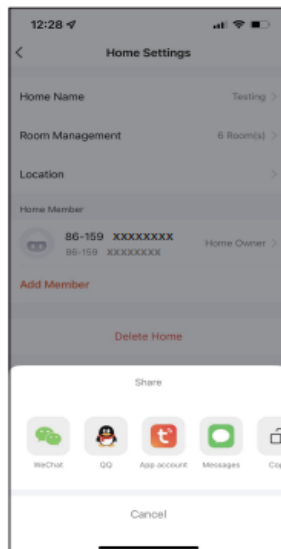 12:28
Home Settings
Home Name Testing
Room Management 6 Room(s)
Location
Home Member
86-159 XXXXXXXX
86-159 XXXXXXXX
Home Owner
Add Member
Delete Home
Share
WeChat QQ App account Messages Cop
Cancel